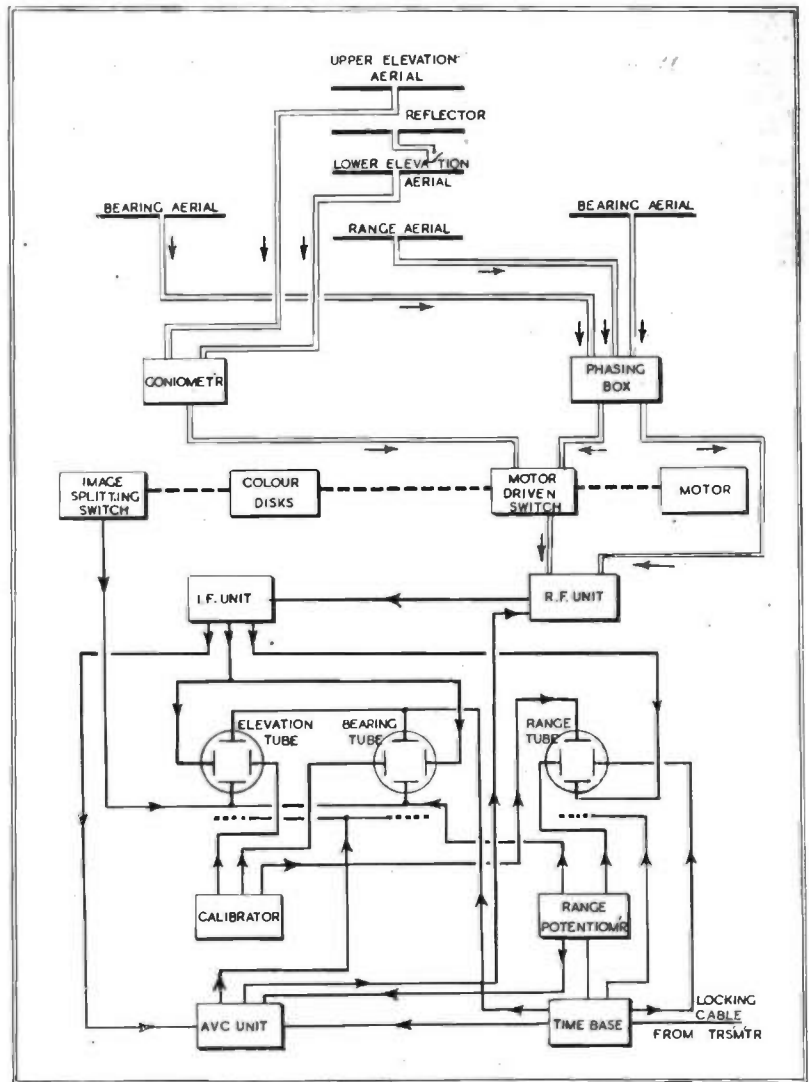 UPPER ELEVATION
AERIAL
REFLECTOR
LOWER ELEVATION
AERIAL
BEARING AERIAL
BEARING AERIAL
RANGE AERIAL
GONIOMET'R
PHASING
BOX
IMAGE
SPLITTING
SWITCH
COLOUR
DISKS
MOTOR
DRIVEN
SWITCH
MOTOR
I.F. UNIT
R.F. UNIT
ELEVATION
TUBE
BEARING
TUBE
RANGE
TUBE
CALIBRATOR
RANGE
POTENTIOM'R
AVC UNIT
TIME BASE
LOCKING
CABLE
FROM TRSMTR